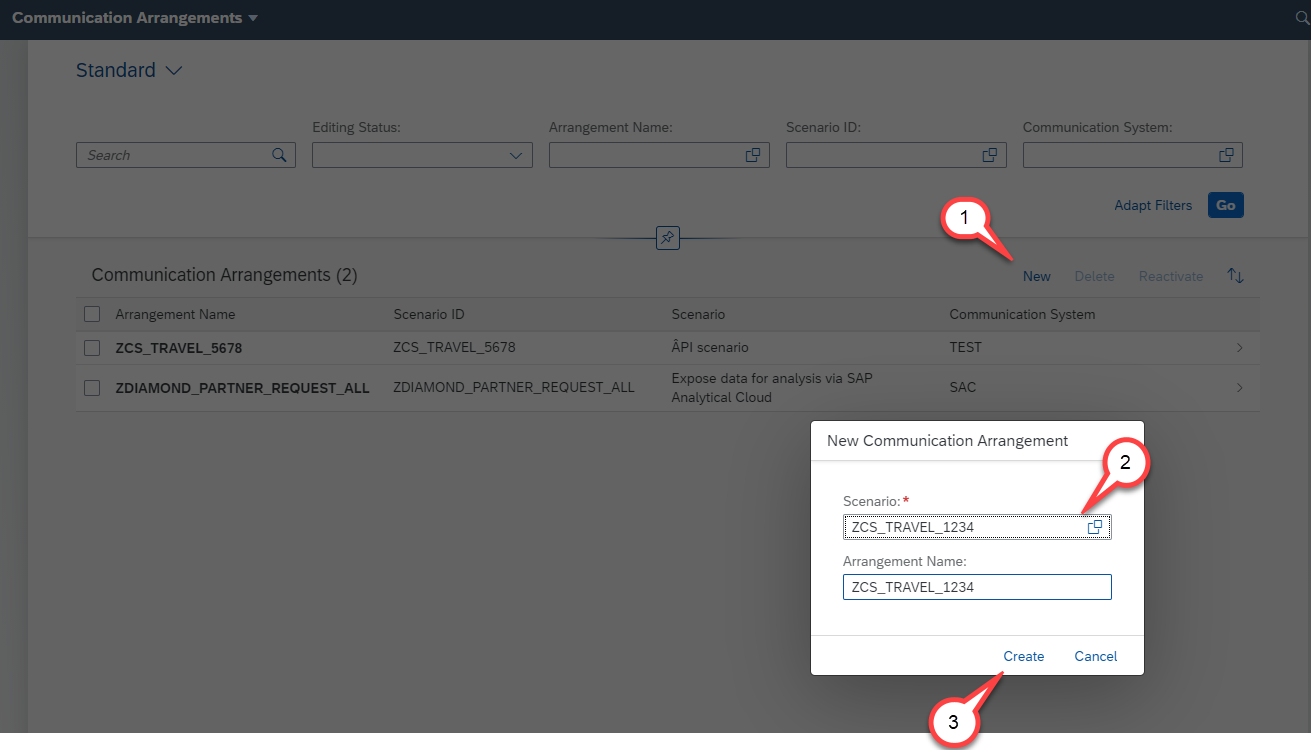 Communication Arrangements
Standard
Editing Status:
Arrangement Name:
Scenario ID:
Communication System:
Search
Adapt Filters
Go
1
Communication Arrangements (2)
New
Delete
Reactivate
Arrangement Name
Scenario ID
Scenario
Communication System
ZCS_TRAVEL_5678
ZCS_TRAVEL_5678
ÂPI scenario
TEST
ZDIAMOND_PARTNER_REQUEST_ALL
ZDIAMOND_PARTNER_REQUEST_ALL
Expose data for analysis via SAP
Analytical Cloud
SAC
New Communication Arrangement
2
Scenario:*
ZCS_TRAVEL_1234
Arrangement Name:
ZCS_TRAVEL_1234
Create
Cancel
3